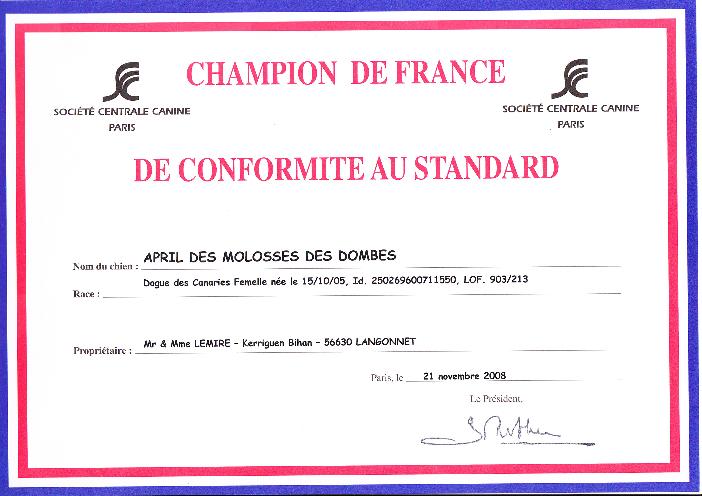 CHAMPION DE FRANCE
SOCIÉTÉ CENTRALE CANINE
PARIS
SOCIÉTÉ CENTRALE CANINE
PARIS
DE CONFORMITE AU STANDARD
Nom du chien : APRIL DES MOLOSSES DES DOMBES
Race : Dogue des Canaries Femelle née le 15/10/05, Id. 250269600711550, LOF. 903/213
Propriétaire : Mr & Mme LEMIRE - Kerriguen Bihan - 56630 LANGONNET
Paris, le 21 novembre 2008
Le Président,